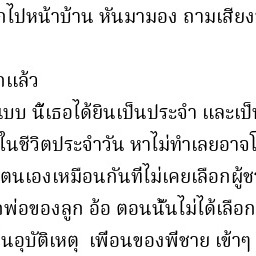 ไปหน้าบ้าน หันมามอง ถามเสียง
แล้ว
แบบ นี่เธอได้ยินเป็นประจำ และเป็น
ในชีวิตประจำวัน หาไม่ทำเลยอาจ
ตนเองเหมือนกันที่ไม่เคยเลือกผู้
พ่อของลูก อ้อ ตอนนั้นไม่ได้เลือก
อุบัติเหตุ เพื่อนของพี่ชาย เข้าๆ